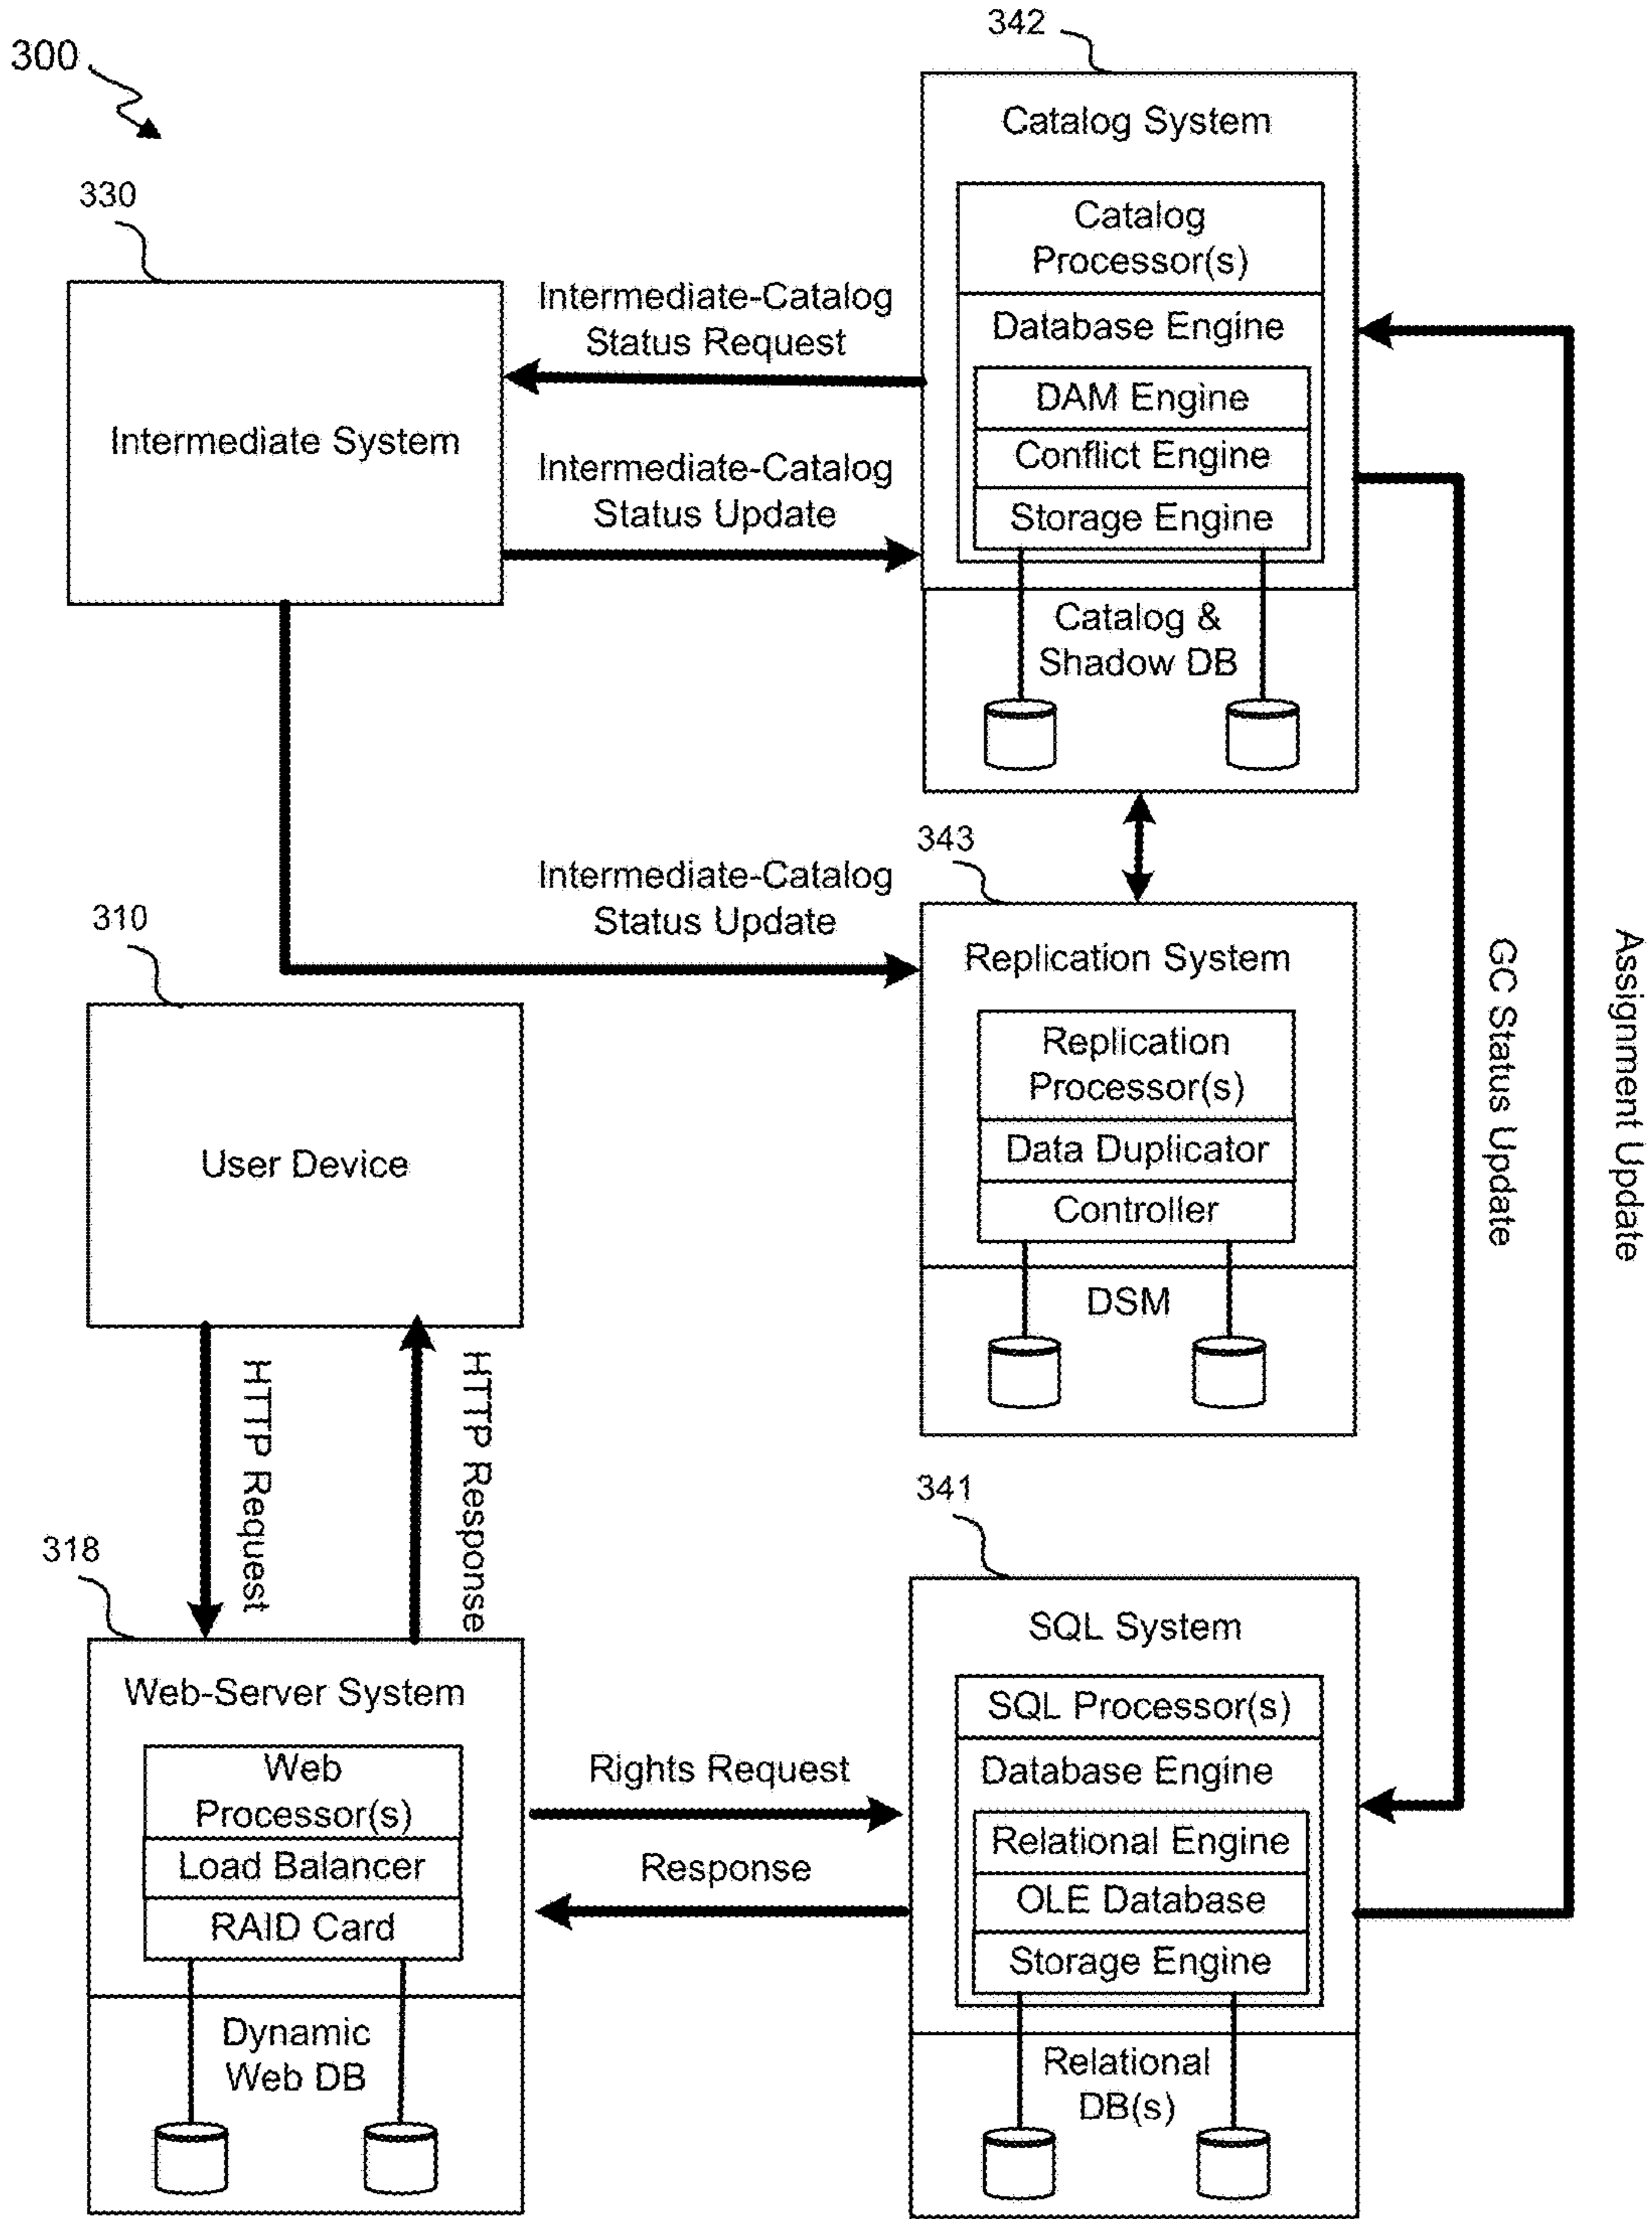 300
342
Catalog System
Catalog
Processor(s)
Database Engine
DAM Engine
Conflict Engine
Storage Engine
Catalog &
Shadow DB
330
Intermediate System
Intermediate-Catalog
Status Request
Intermediate-Catalog
Status Update
Intermediate-Catalog
Status Update
343
Replication System
Replication
Processor(s)
Data Duplicator
Controller
DSM
GC Status Update
Assignment Update
310
User Device
HTTP Request
HTTP Response
318
Web-Server System
Web
Processor(s)
Load Balancer
RAID Card
Dynamic
Web DB
Rights Request
Response
341
SQL System
SQL Processor(s)
Database Engine
Relational Engine
OLE Database
Storage Engine
Relational
DB(s)